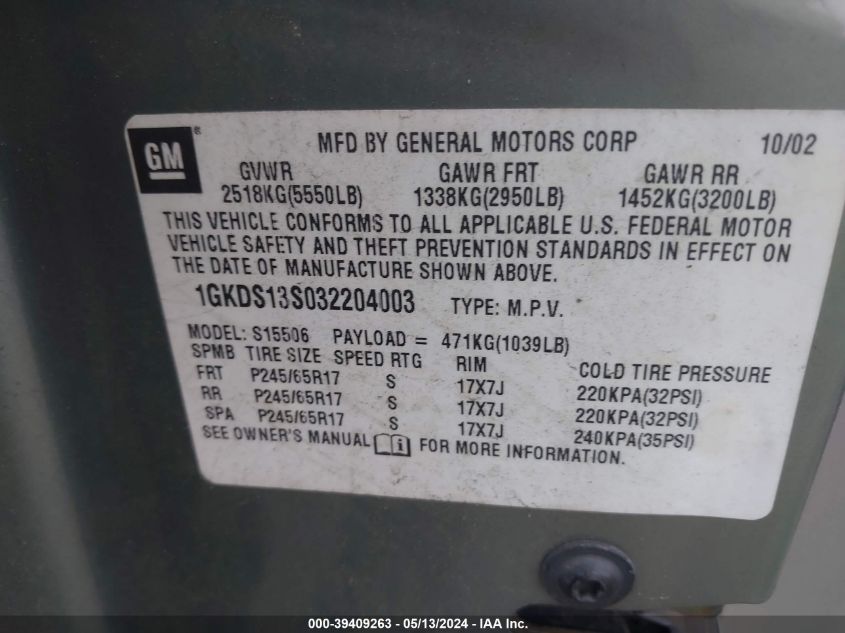 GM® MFD BY GENERAL MOTORS CORP 10/02
GVWR GAWR FRT GAWR RR
2518KG(5550LB) 1338KG(2950LB) 1452KG(3200LB)
THIS VEHICLE CONFORMS TO ALL APPLICABLE U.S. FEDERAL MOTOR
VEHICLE SAFETY AND THEFT PREVENTION STANDARDS IN EFFECT ON
THE DATE OF MANUFACTURE SHOWN ABOVE.
1GKDS13S032204003 TYPE: M.P.V.
MODEL: S15506 PAYLOAD = 471KG(1039LB)
SPMB TIRE SIZE SPEED RTG RIM COLD TIRE PRESSURE
FRT P245/65R17 S 17X7J 220KPA(32PSI)
RR P245/65R17 S 17X7J 220KPA(32PSI)
SPA P245/65R17 S 17X7J 240KPA(35PSI)
SEE OWNER'S MANUAL i FOR MORE INFORMATION.
000-39409263 - 05/13/2024 - IAA Inc.